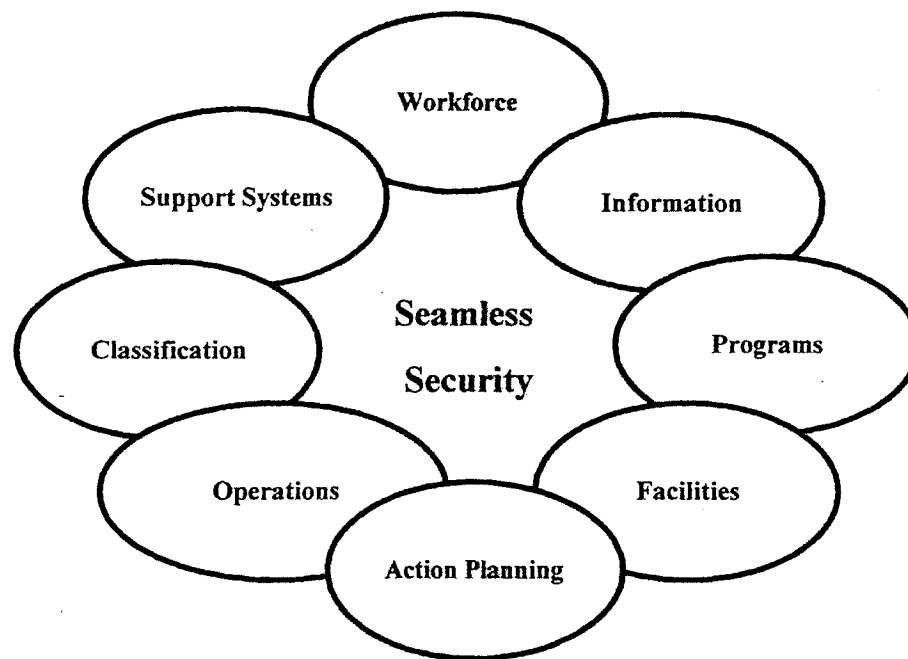 Workforce
Support Systems
Information
Seamless
Security
Classification
Programs
Operations
Facilities
Action Planning